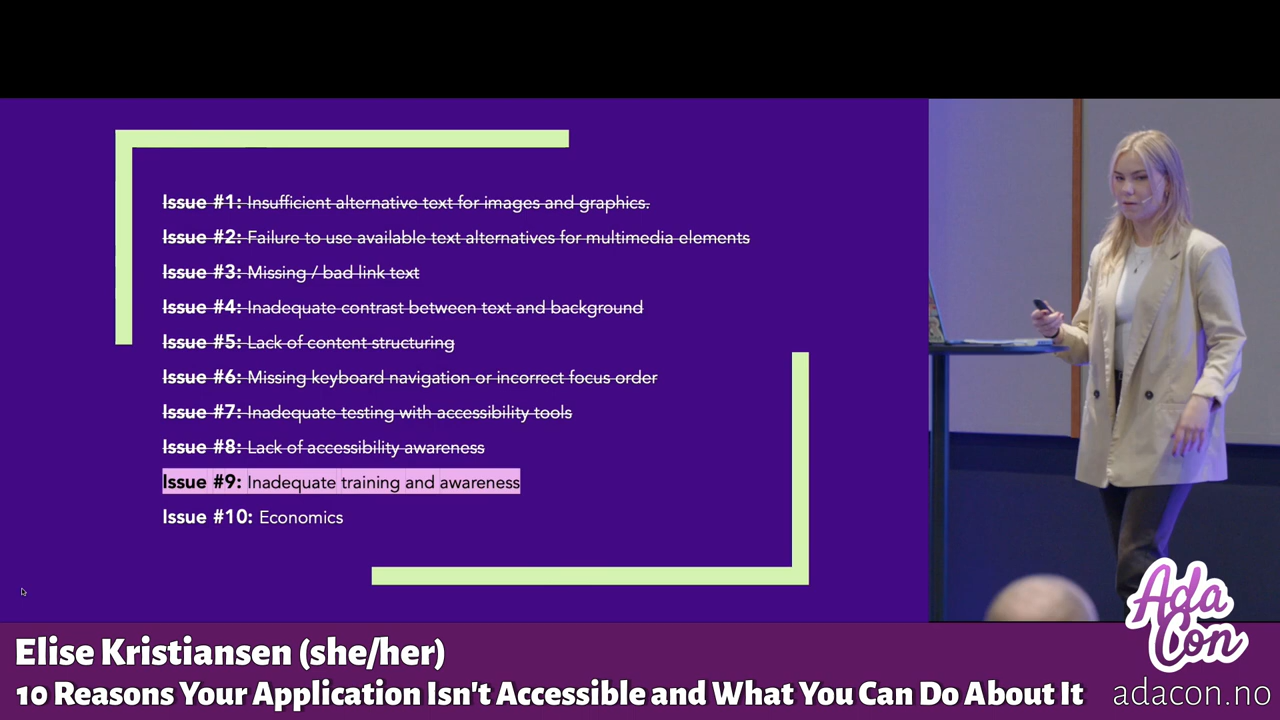 Issue #1: Insufficient alternative text for images and graphics.
Issue #2: Failure to use available text alternatives for multimedia elements
Issue #3: Missing / bad link text
Issue #4: Inadequate contrast between text and background
Issue #5: Lack of content structuring
Issue #6: Missing keyboard navigation or incorrect focus order
Issue #7: Inadequate testing with accessibility tools
Issue #8: Lack of accessibility awareness
Issue #9: Inadequate training and awareness
Issue #10: Economics
Elise Kristiansen (she/her)
10 Reasons Your Application Isn't Accessible and What You Can Do About It
Ada
Con
adacon.no